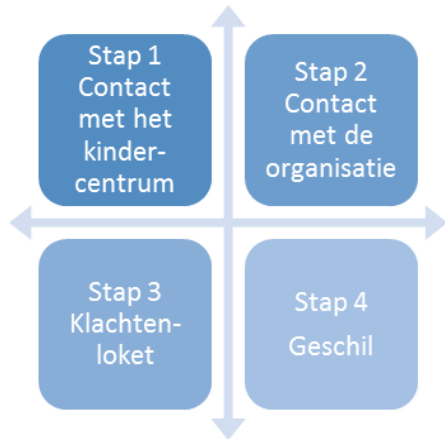 Stap 1
Contact
met het
kinder-
centrum
Stap 2
Contact
met de
organisatie
Stap 3
Klachten-
loket
Stap 4
Geschil